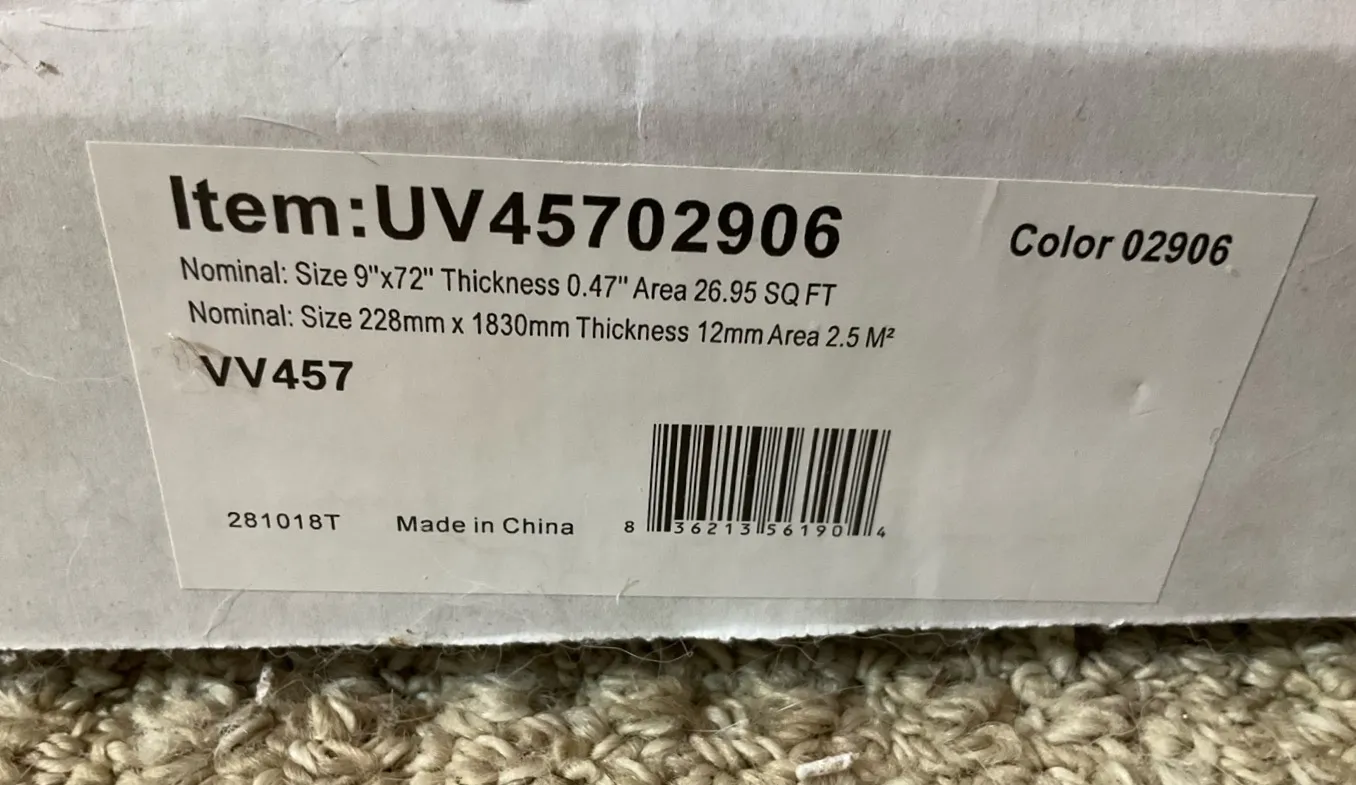 Item:UV45702906
Color 02906
Nominal: Size 9"x72" Thickness 0.47" Area 26.95 SQ FT
Nominal: Size 228mm x 1830mm Thickness 12mm Area 2.5 M²
VV457
281018T Made in China
8 36213 56190 4